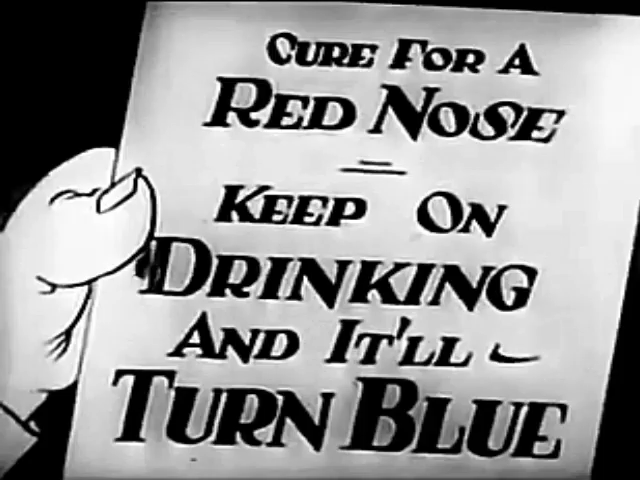 CURE FOR A
RED NOSE
KEEP ON
DRINKING
AND IT'LL
TURN BLUE